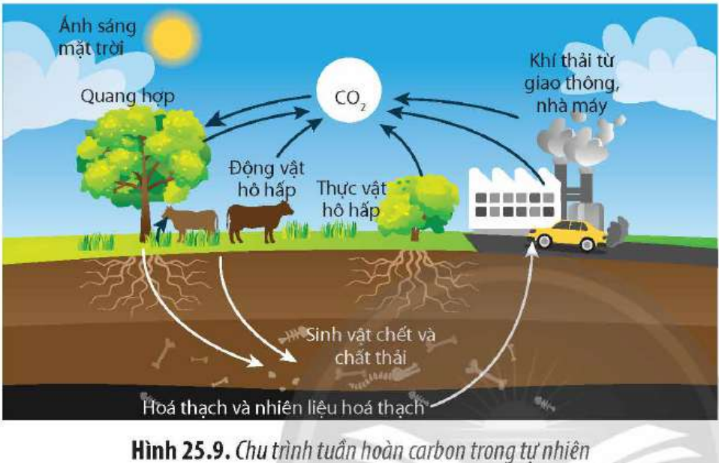 Ánh sáng
mặt trời
Quang hợp
CO₂
Khí thải từ
giao thông,
nhà máy
Động vật
hô hấp
Thực vật
hô hấp
Sinh vật chết và
chất thải
Hoá thạch và nhiên liệu hoá thạch
Hình 25.9. Chu trình tuần hoàn carbon trong tự nhiên